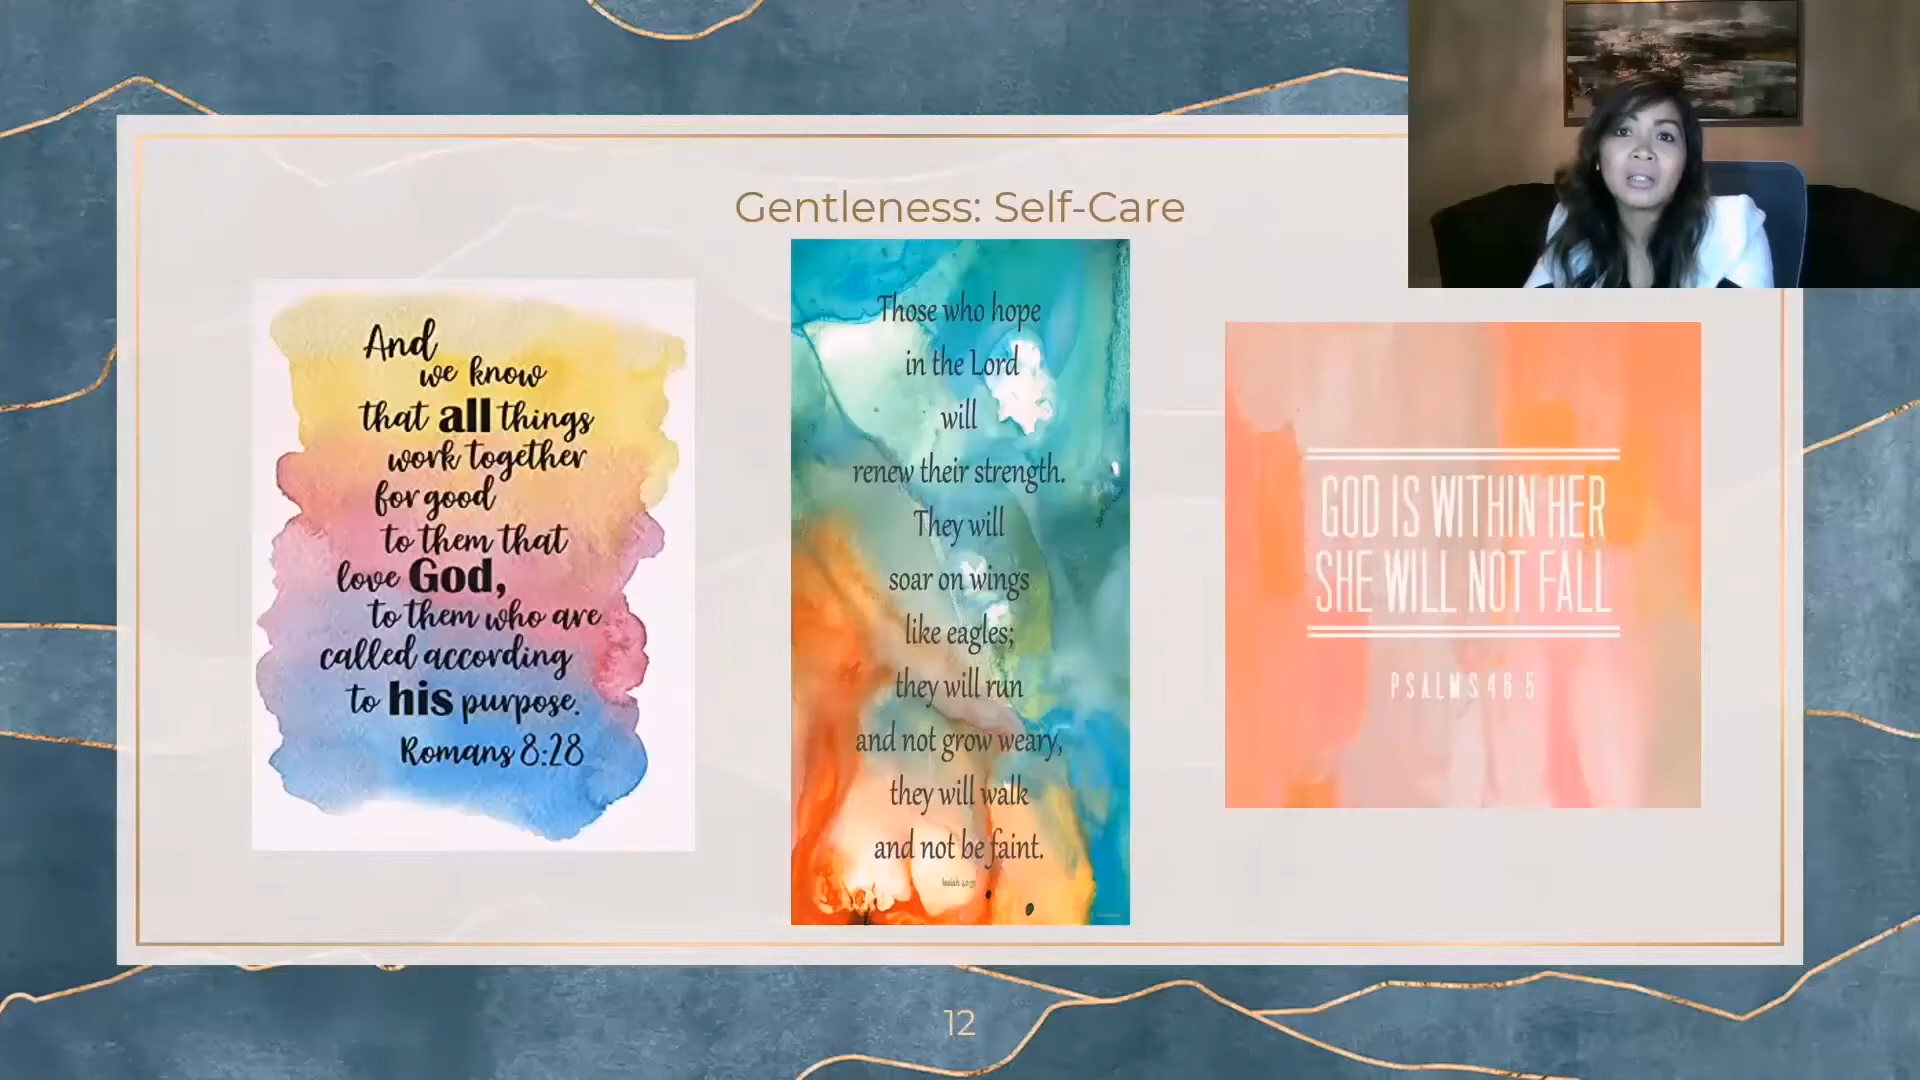 Gentleness: Self-Care
And
we know
that all things
work together
for good
to them that
love God,
to them who are
called according
to his purpose.
Romans 8:28
Those who hope
in the Lord
will
renew their strength.
They will
soar on wings
like eagles;
they will run
and not grow weary,
they will walk
and not be faint.
Isaiah 40:31
GOD IS WITHIN HER
SHE WILL NOT FALL
PSALMS 46:5
12